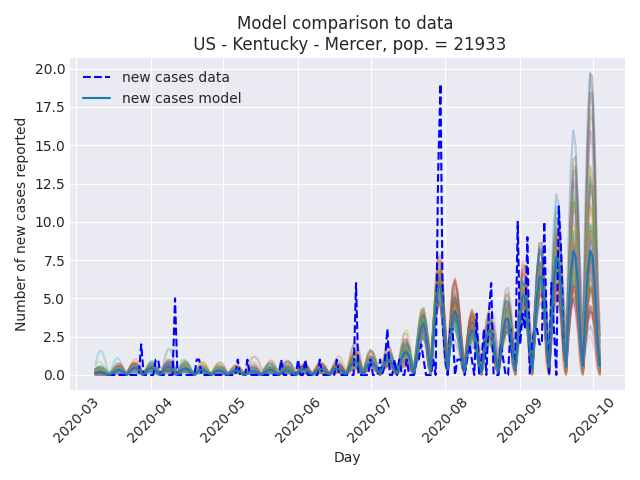 Model comparison to data
US - Kentucky - Mercer, pop. = 21933
Number of new cases reported
20.0
17.5
15.0
12.5
10.0
7.5
5.0
2.5
0.0
new cases data
new cases model
2020-03
2020-04
2020-05
2020-06
2020-07
2020-08
2020-09
2020-10
Day